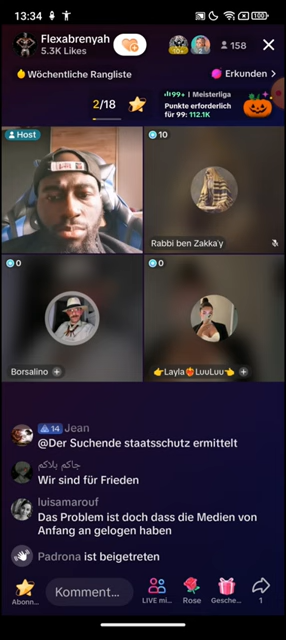 13:34
100
Flexabrenyah
5.3K Likes
10+
158
Wöchentliche Rangliste
Erkunden >
2/18
99+ | Meisterliga
Punkte erforderlich
für 99: 112.1K
Host
10
Rabbi ben Zakka'y
0
0
Borsalino +
👉Layla❤️‍🔥LuuLuu👈 +
14 Jean
@Der Suchende staatsschutz ermittelt
جاكم بلاكم
Wir sind für Frieden
luisamarouf
Das Problem ist doch dass die Medien von
Anfang an gelogen haben
Padrona ist beigetreten
Komment...
Abonn...
LIVE mi...
Rose
Gesche...
1